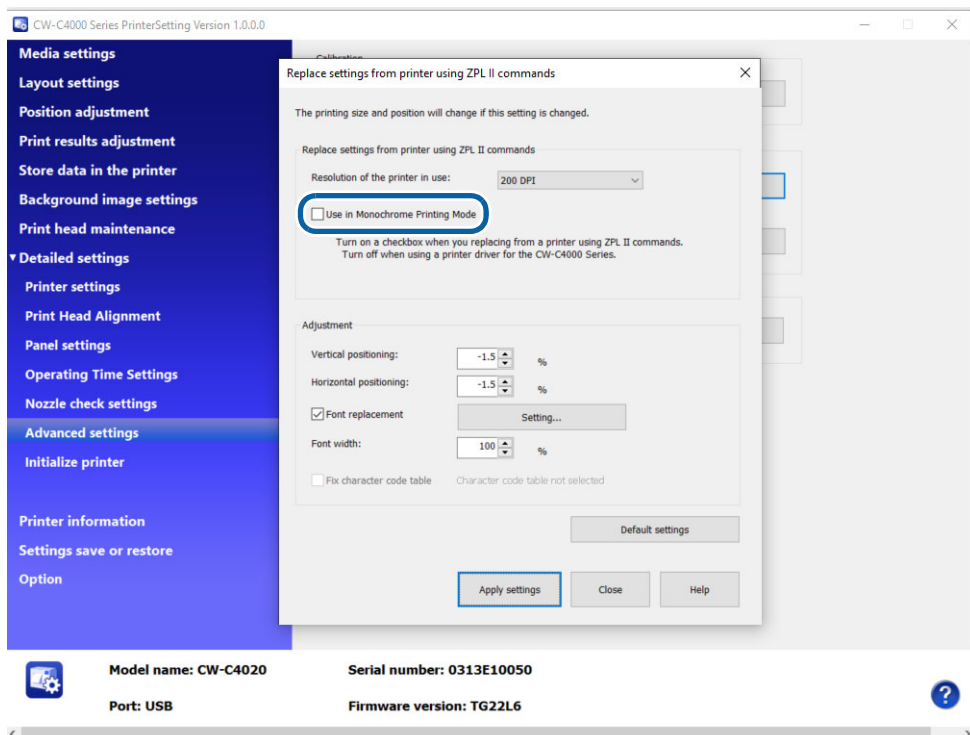 CW-C4000 Series PrinterSetting Version 1.0.0.0
Media settings
Layout settings
Position adjustment
Print results adjustment
Store data in the printer
Background image settings
Print head maintenance
Detailed settings
Printer settings
Print Head Alignment
Panel settings
Operating Time Settings
Nozzle check settings
Advanced settings
Initialize printer
Printer information
Settings save or restore
Option
Calibration
Replace settings from printer using ZPL II commands
The printing size and position will change if this setting is changed.
Replace settings from printer using ZPL II commands
Resolution of the printer in use: 200 DPI
Use in Monochrome Printing Mode
Turn on a checkbox when you replacing from a printer using ZPL II commands.
Turn off when using a printer driver for the CW-C4000 Series.
Adjustment
Vertical positioning: -1.5 %
Horizontal positioning: -1.5 %
Font replacement Setting...
Font width: 100 %
Fix character code table Character code table not selected
Default settings
Apply settings Close Help
Model name: CW-C4020 Serial number: 0313E10050
Port: USB Firmware version: TG22L6
?